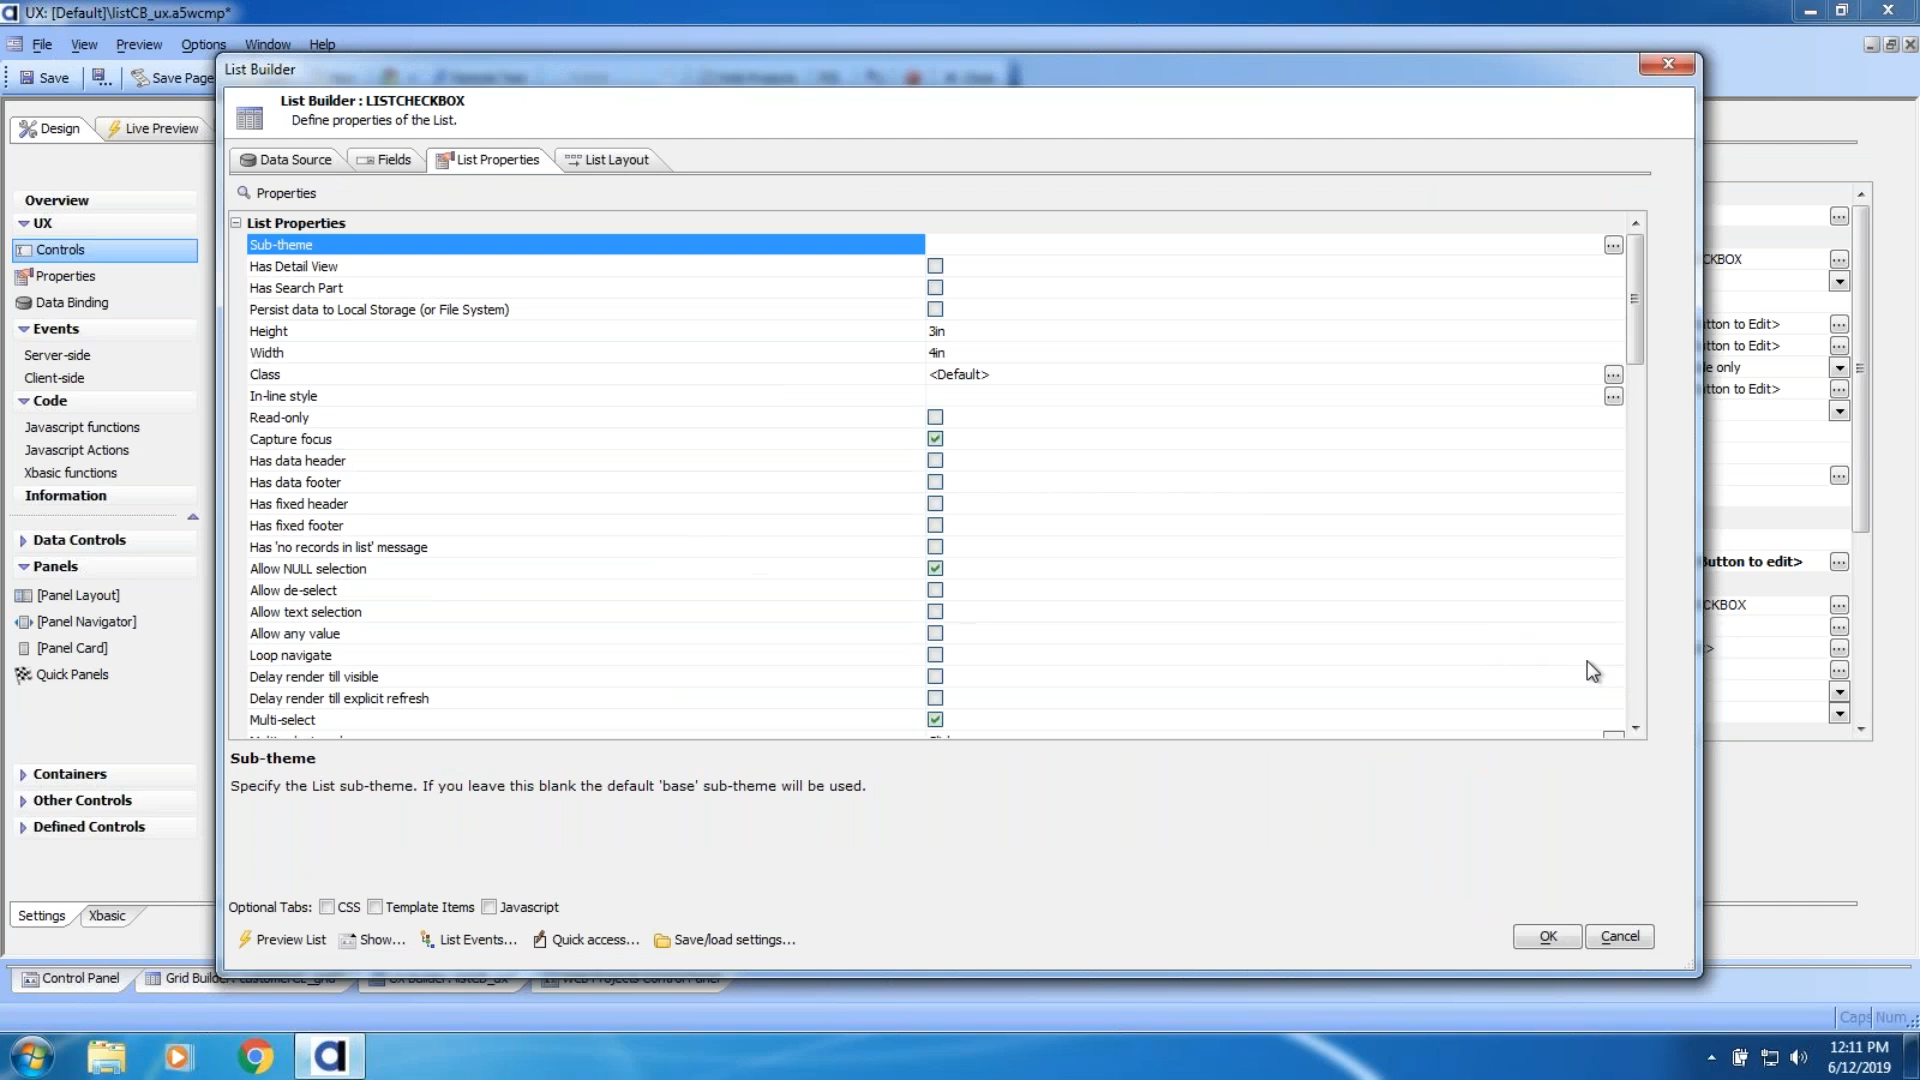 UX: [Default]\listCB_ux.a5wcmp*
File View Preview Options Window Help
Save Save Page
List Builder
List Builder : LISTCHECKBOX
Define properties of the List.
Design Live Preview
Data Source Fields List Properties List Layout
Properties
Overview
UX
Controls
Properties
Data Binding
Events
Server-side
Client-side
Code
Javascript functions
Javascript Actions
Xbasic functions
Information
Data Controls
Panels
[Panel Layout]
[Panel Navigator]
[Panel Card]
Quick Panels
Containers
Other Controls
Defined Controls
Settings Xbasic
List Properties
Sub-theme
Has Detail View
Has Search Part
Persist data to Local Storage (or File System)
Height 3in
Width 4in
Class <Default>
In-line style
Read-only
Capture focus
Has data header
Has data footer
Has fixed header
Has fixed footer
Has 'no records in list' message
Allow NULL selection
Allow de-select
Allow text selection
Allow any value
Loop navigate
Delay render till visible
Delay render till explicit refresh
Multi-select
CKBOX
tton to Edit>
tton to Edit>
le only
tton to Edit>
Button to edit>
CKBOX
>
Sub-theme
Specify the List sub-theme. If you leave this blank the default 'base' sub-theme will be used.
Optional Tabs: CSS Template Items Javascript
Preview List Show... List Events... Quick access... Save/load settings...
OK Cancel
Control Panel Grid Builder
Caps Num
12:11 PM
6/12/2019